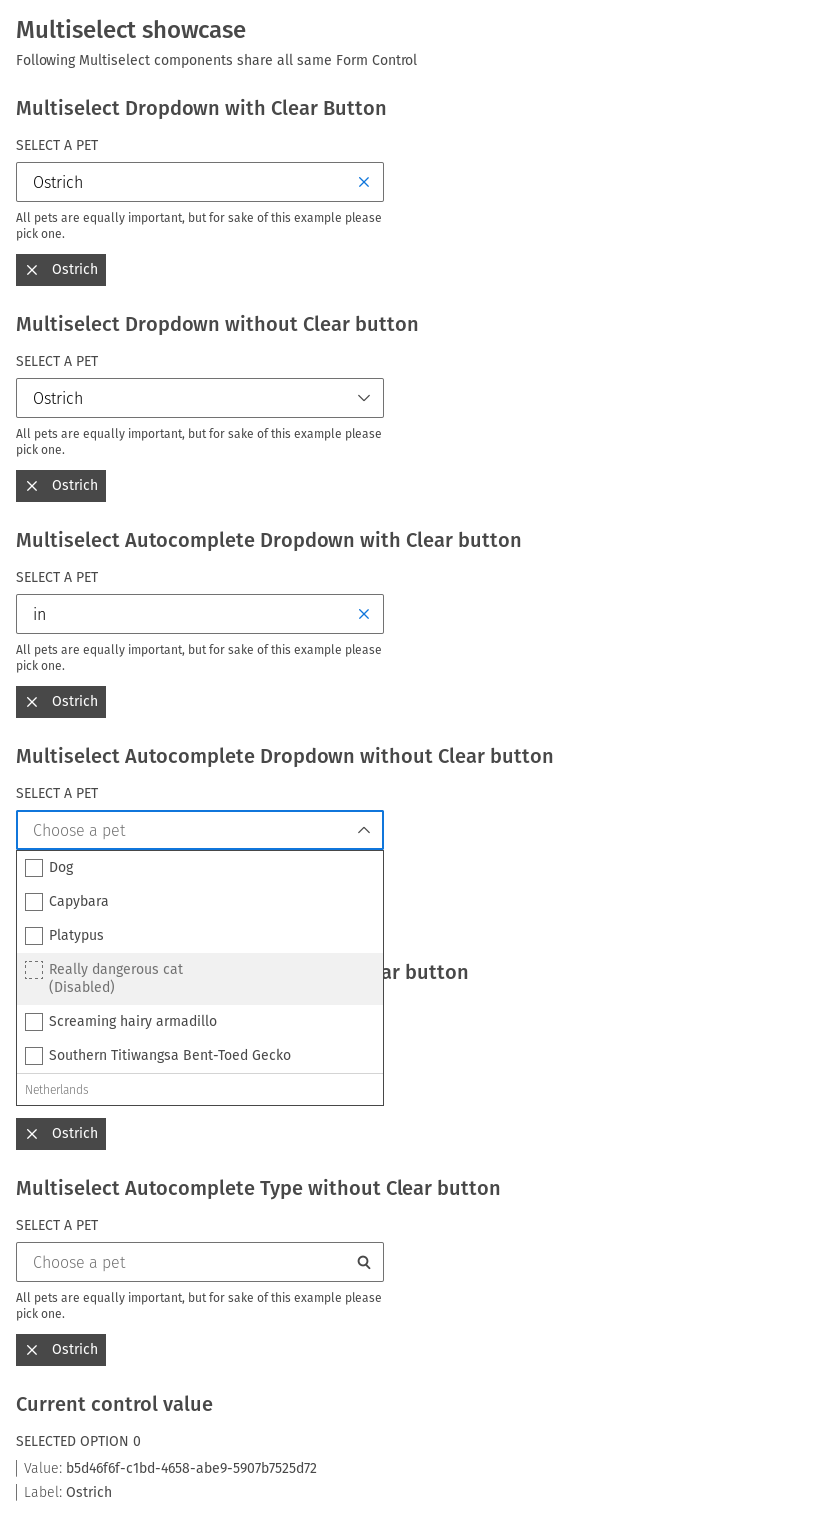 Multiselect showcase
Following Multiselect components share all same Form Control
Multiselect Dropdown with Clear Button
SELECT A PET
Ostrich
All pets are equally important, but for sake of this example please
pick one.
Ostrich
Multiselect Dropdown without Clear button
SELECT A PET
Ostrich
All pets are equally important, but for sake of this example please
pick one.
Ostrich
Multiselect Autocomplete Dropdown with Clear button
SELECT A PET
in
All pets are equally important, but for sake of this example please
pick one.
Ostrich
Multiselect Autocomplete Dropdown without Clear button
SELECT A PET
Choose a pet
Dog
Capybara
Platypus
Really dangerous cat
(Disabled)
ar button
Screaming hairy armadillo
Southern Titiwangsa Bent-Toed Gecko
Netherlands
Ostrich
Multiselect Autocomplete Type without Clear button
SELECT A PET
Choose a pet
All pets are equally important, but for sake of this example please
pick one.
Ostrich
Current control value
SELECTED OPTION 0
Value: b5d46f6f-c1bd-4658-abe9-5907b7525d72
Label: Ostrich